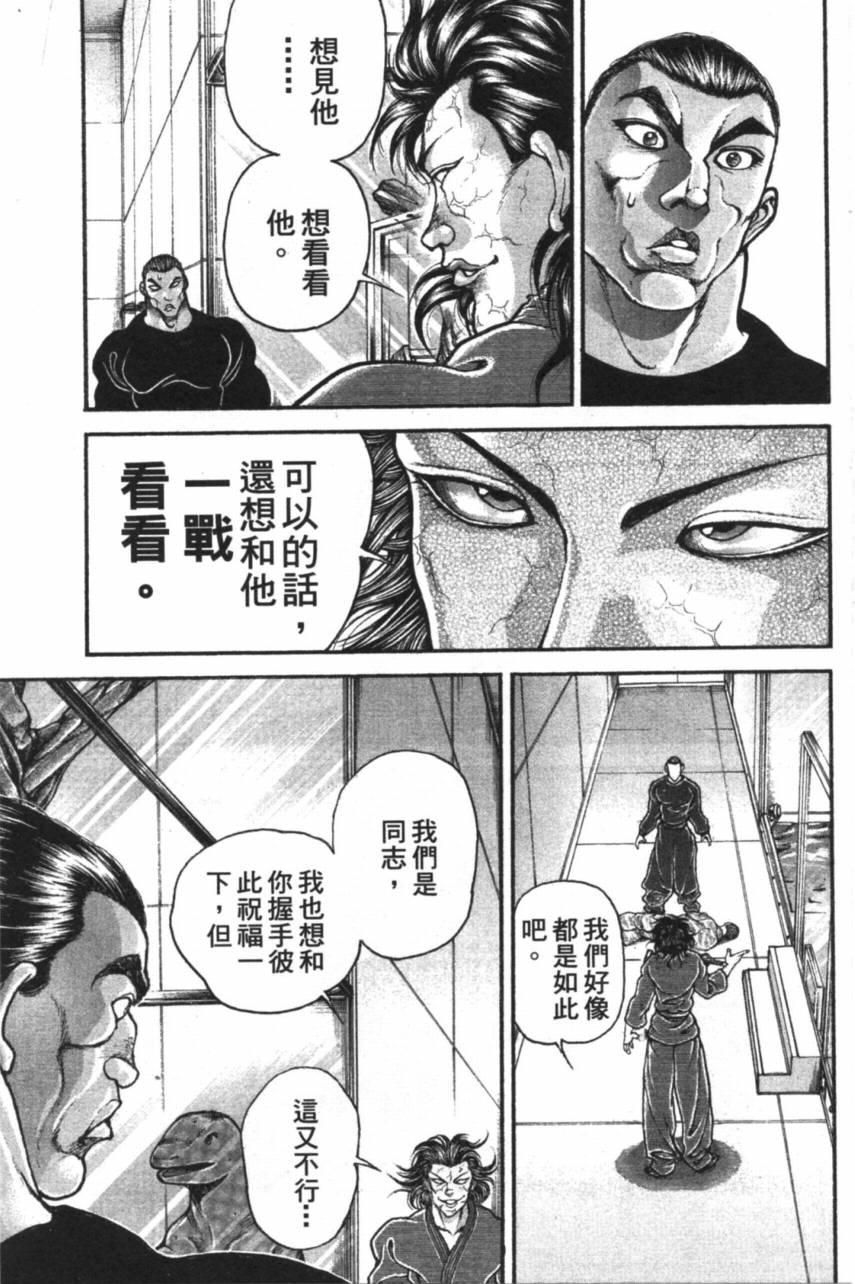 想見他
……
想看看
他。
可以的話，
還想和他
一戰
看看。
我們好像
都是如此
吧。
我們是
同志，
我也想和
你握手彼
此祝福一
下，但
這又不行…